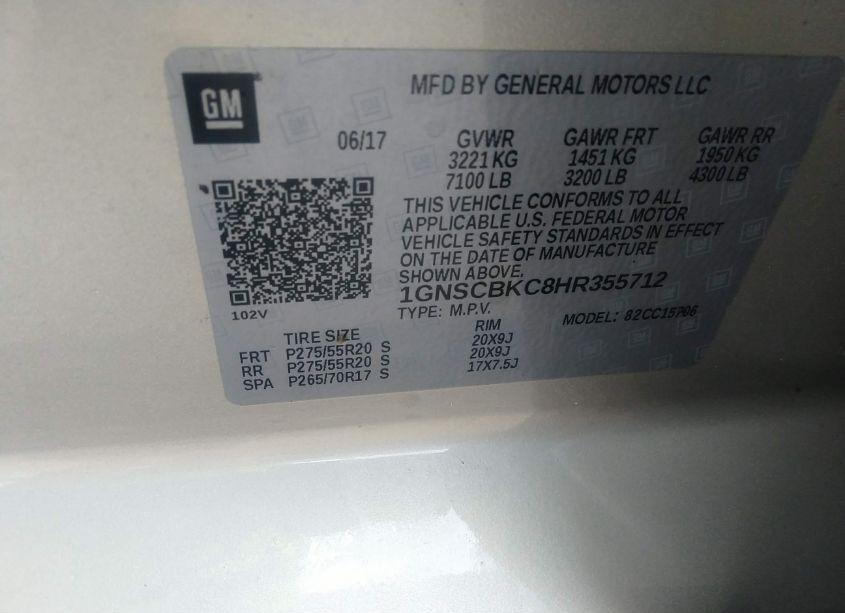 GM
MFD BY GENERAL MOTORS LLC
06/17 GVWR GAWR FRT GAWR RR
3221 KG 1451 KG 1950 KG
7100 LB 3200 LB 4300 LB
THIS VEHICLE CONFORMS TO ALL
APPLICABLE U.S. FEDERAL MOTOR
VEHICLE SAFETY STANDARDS IN EFFECT
ON THE DATE OF MANUFACTURE
SHOWN ABOVE.
1GNSCBKC8HR355712
102V
TYPE: M.P.V. MODEL:
TIRE SIZE RIM
FRT P275/55R20 S 20X9J
RR P275/55R20 S 20X9J
SPA P265/70R17 S 17X7.5J